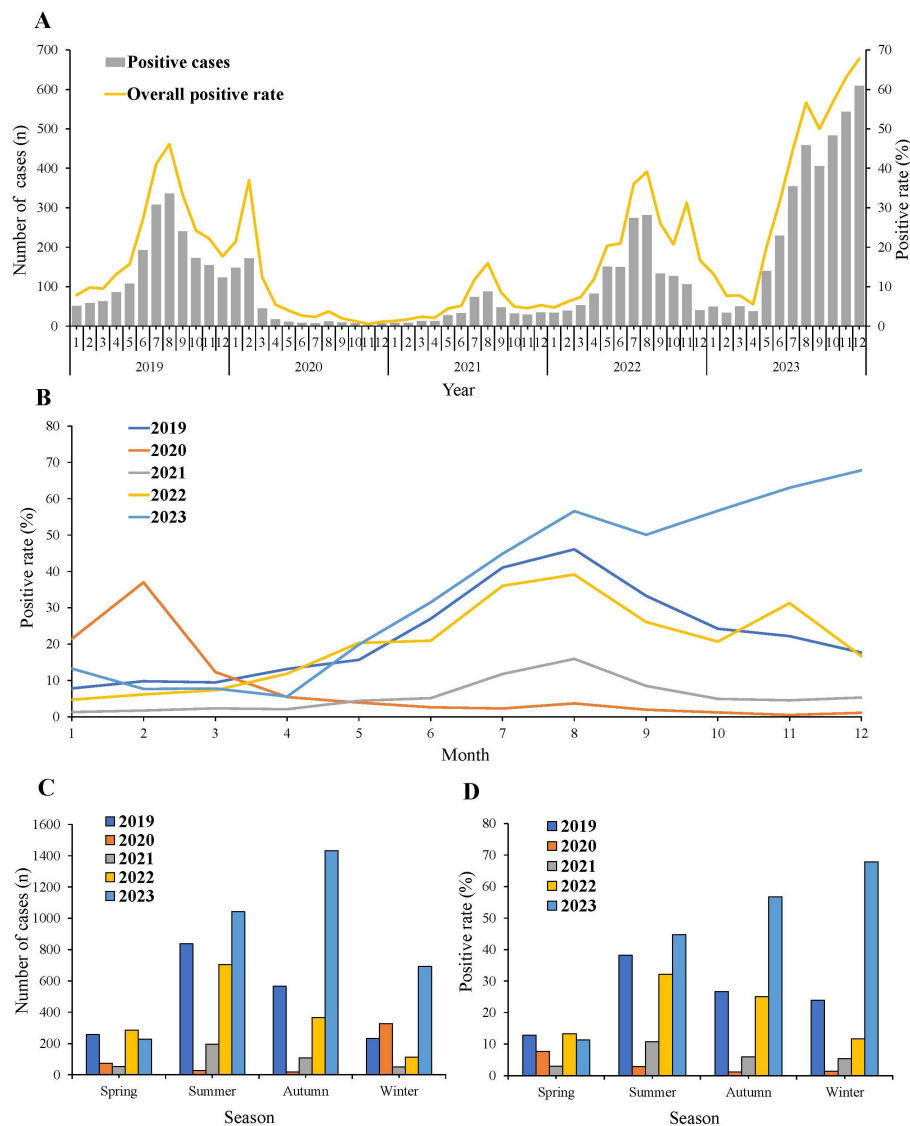 A
700
600
500
400
300
200
100
0
Number of cases (n)
Positive cases
Overall positive rate
70
60
50
40
30
20
10
0
Positive rate (%)
1 2 3 4 5 6 7 8 9 10 11 12 1 2 3 4 5 6 7 8 9 10 11 12 1 2 3 4 5 6 7 8 9 10 11 12 1 2 3 4 5 6 7 8 9 10 11 12 1 2 3 4 5 6 7 8 9 10 11 12
2019 2020 2021 2022 2023
Year
B
80
70
60
50
40
30
20
10
0
Positive rate (%)
2019
2020
2021
2022
2023
1 2 3 4 5 6 7 8 9 10 11 12
Month
C
1600
1400
1200
1000
800
600
400
200
0
Number of cases (n)
2019
2020
2021
2022
2023
Spring Summer Autumn Winter
Season
D
80
70
60
50
40
30
20
10
0
Positive rate (%)
2019
2020
2021
2022
2023
Spring Summer Autumn Winter
Season